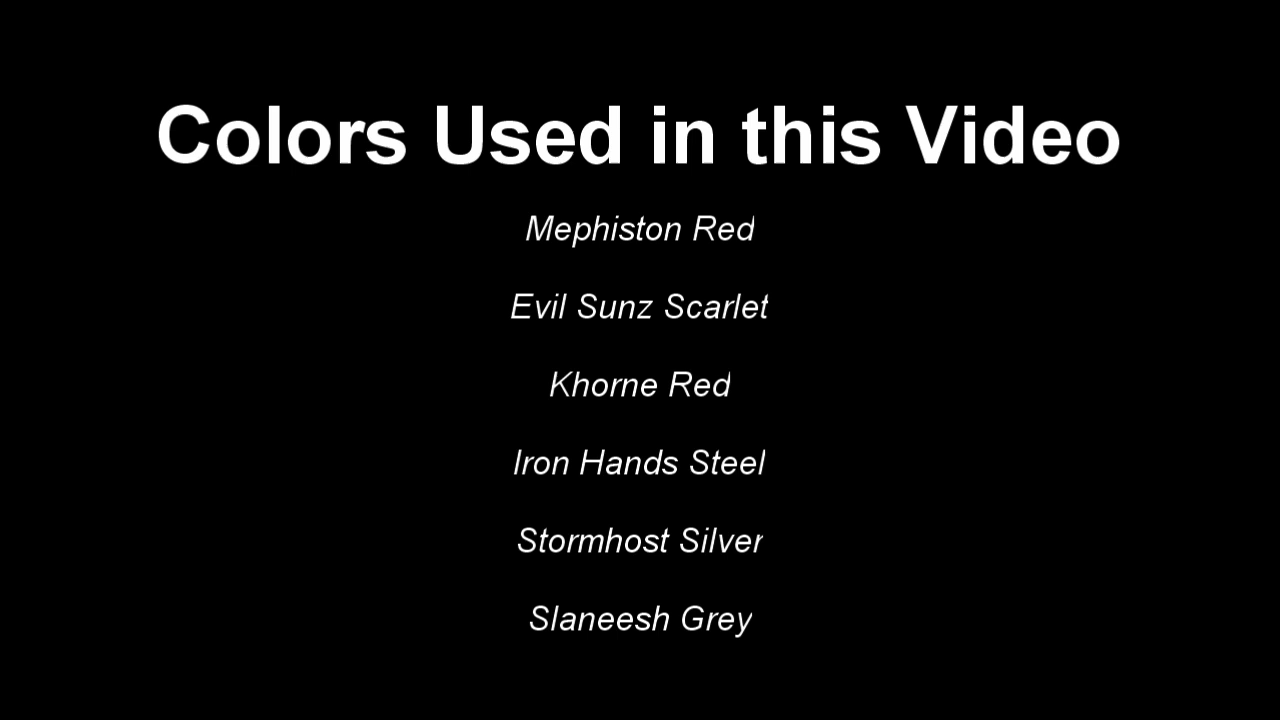 Colors Used in this Video
Mephiston Red
Evil Sunz Scarlet
Khorne Red
Iron Hands Steel
Stormhost Silver
Slaneesh Grey